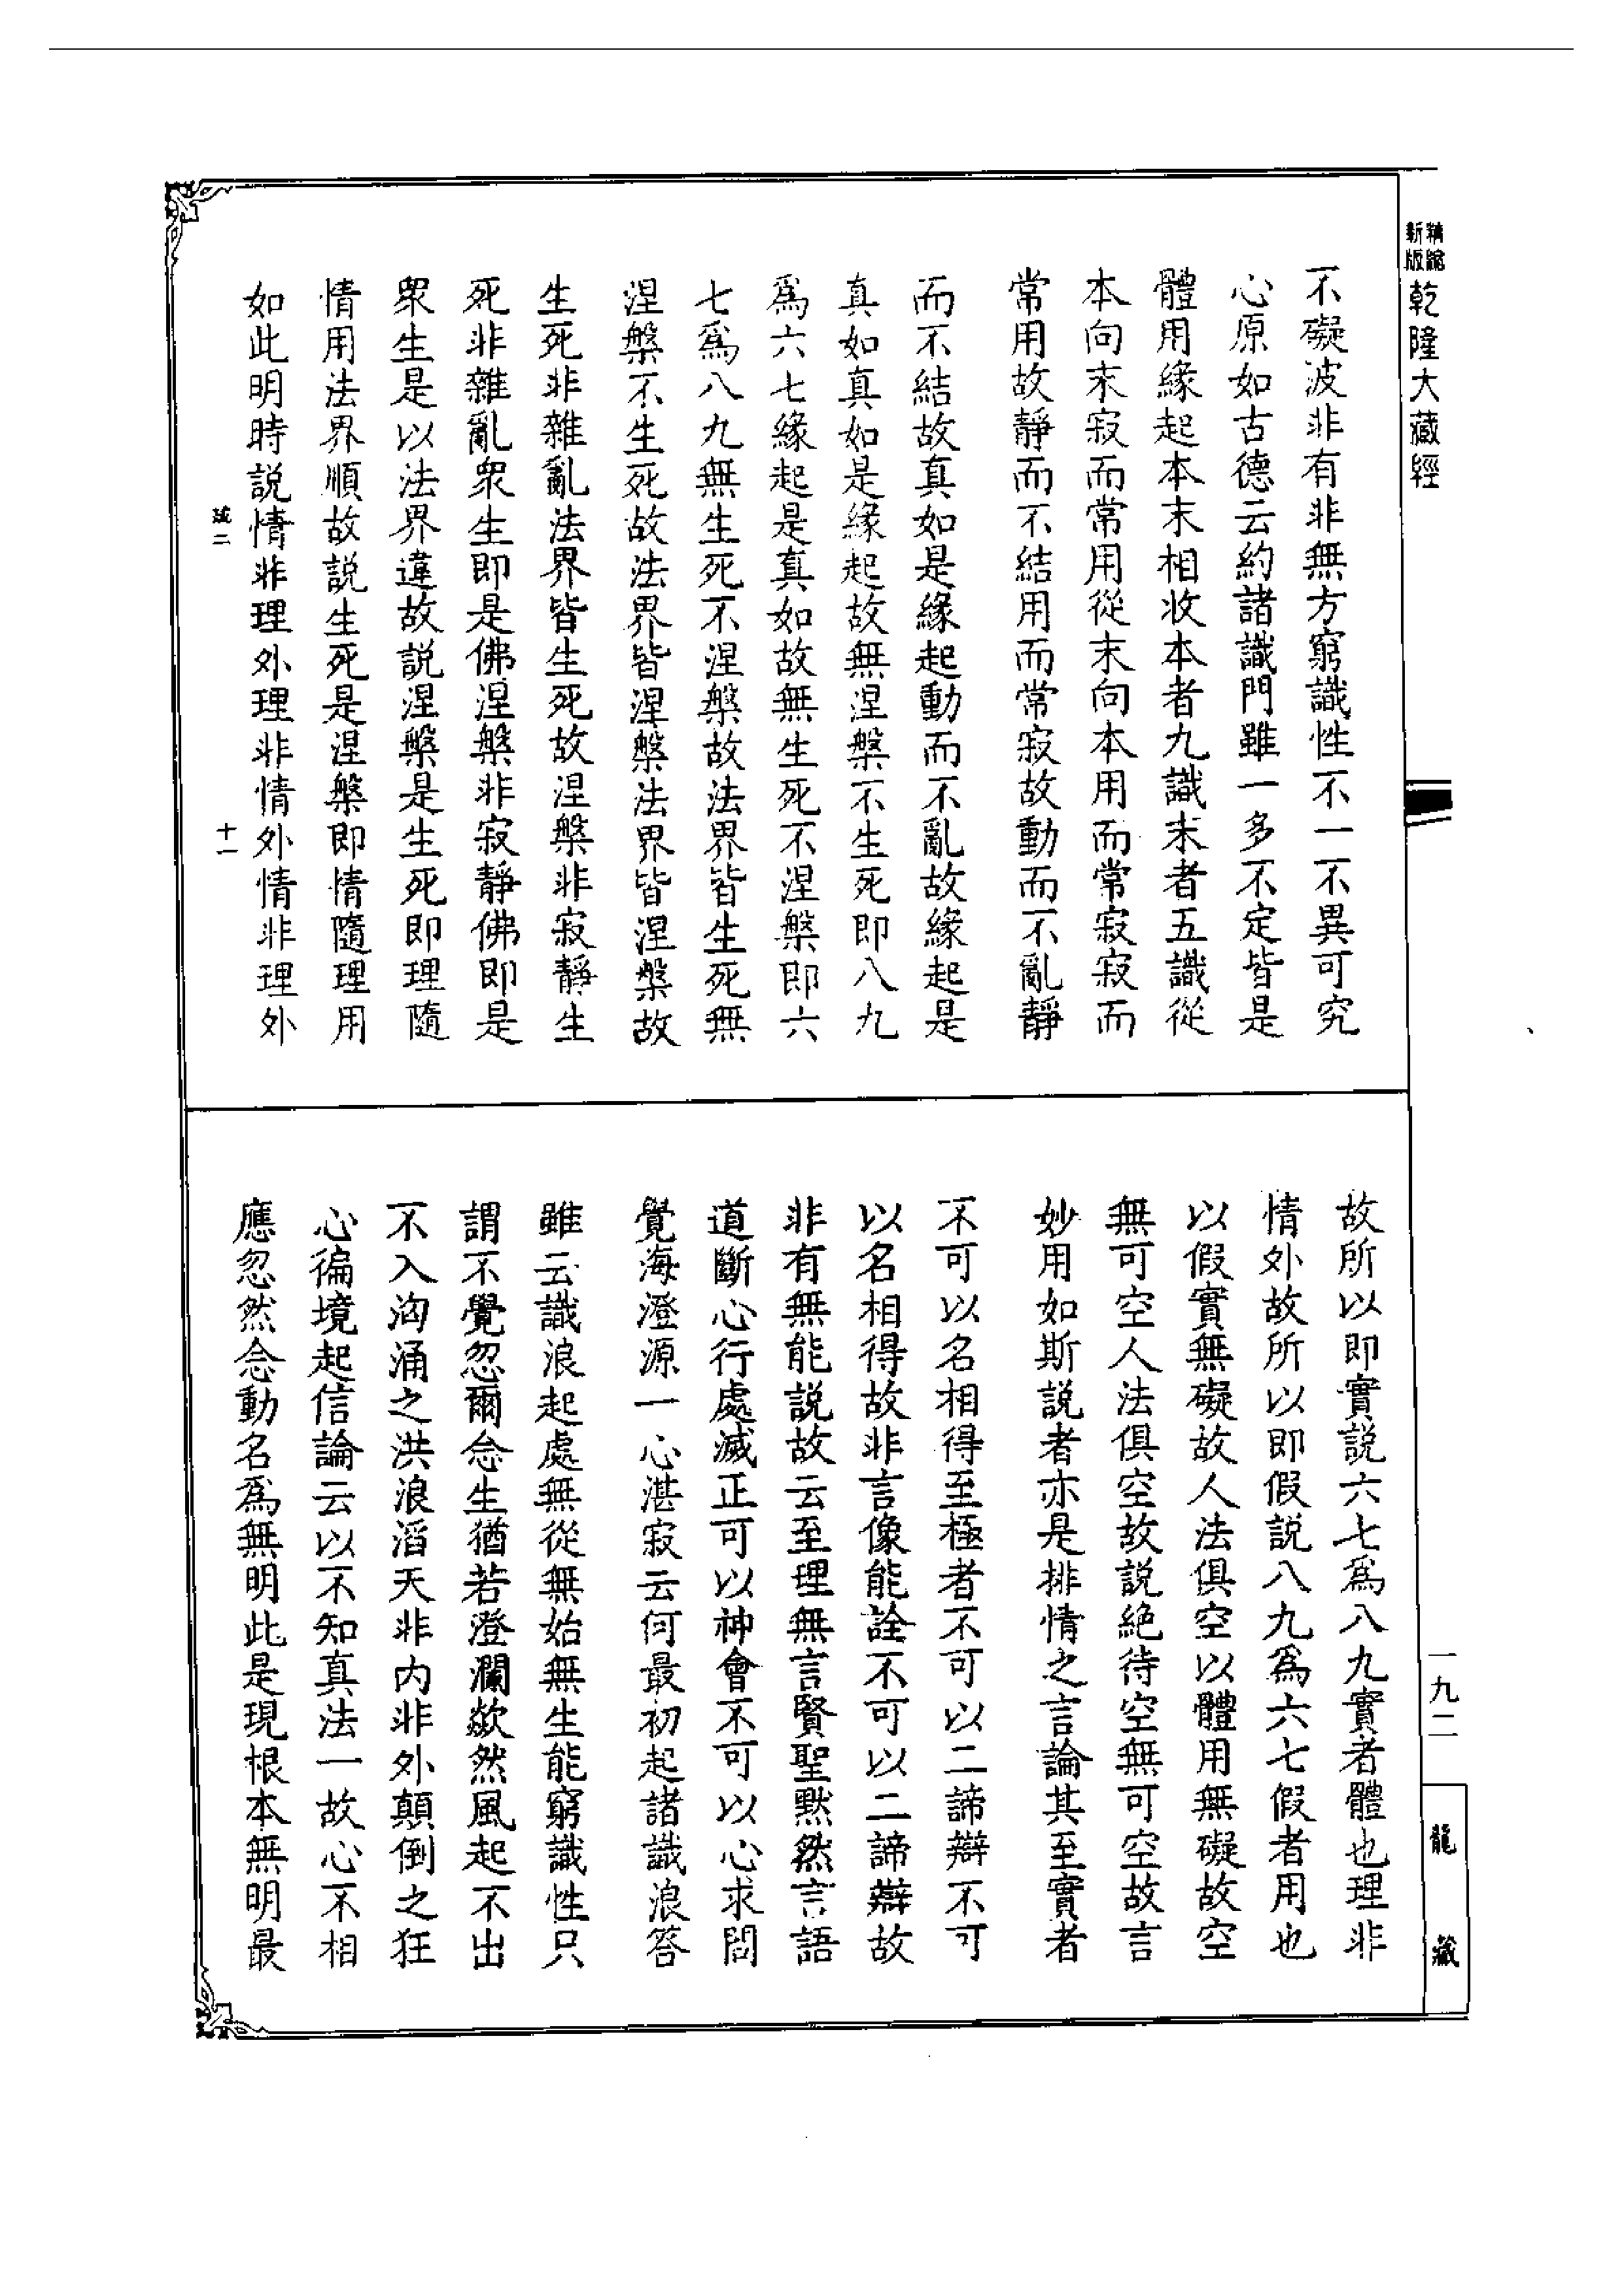 新版
精鐫
乾隆大藏經
不礙波非有非無方窮識性不一不異可究
心原如古德云約諸識門雖一多不定皆是
體用緣起本末相收本者九識末者五識從
本向末寂而常用從末向本用而常寂寂而
常用故靜而不結用而常寂故動而不亂靜
而不結故真如是緣起動而不亂故緣起是
真如真如是緣起故無涅槃不生死即八九
為六七緣起是真如故無生死不涅槃即六
七為八九無生死不涅槃故法界皆生死無
涅槃不生死故法界皆涅槃法界皆涅槃故
生死非雜亂法界皆生死故涅槃非寂靜生
死非雜亂眾生即是佛涅槃非寂靜佛即是
眾生是以法界違故説涅槃是生死即理隨
情用法界順故説生死是涅槃即情隨理用
如此明時説情非理外理非情外情非理外
十一
故所以即實説六七為八九實者體也理非
情外故所以即假説八九為六七假者用也
以假實無礙故人法俱空以體用無礙故空
無可空人法俱空故説絶待空無可空故言
妙用如斯説者亦是排情之言論其至實者
不可以名相得至極者不可以二諦辯不可
以名相得故非言像能詮不可以二諦辯故
非有無能説故云至理無言賢聖默然言語
道斷心行處滅正可以神會不可以心求問
覺海澄源一心湛寂云何最初起諸識浪答
雖云識浪起處無從無始無生能窮識性只
謂不覺忽爾念生猶若澄瀾歘然風起不出
不入洶涌之洪浪滔天非内非外顛倒之狂
心徧境起信論云以不知真法一故心不相
應忽然念動名為無明此是現根本無明最
一九二
龍藏